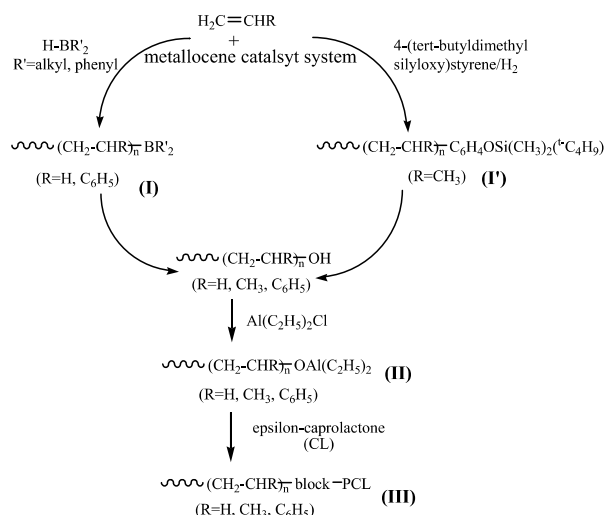 H2C=CHR
+
metallocene catalsyt system
H-BR'2
R'=alkyl, phenyl
4-(tert-butyldimethyl
silyloxy)styrene/H2
(CH2-CHR)n BR'2
(R=H, C6H5)
(I)
(CH2-CHR)n C6H4OSi(CH3)2(t-C4H9)
(R=CH3)
(I')
(CH2-CHR)n OH
(R=H, CH3, C6H5)
Al(C2H5)2Cl
(CH2-CHR)n OAl(C2H5)2
(II)
(R=H, CH3, C6H5)
epsilon-caprolactone
(CL)
(CH2-CHR)n block -PCL
(III)
(R=H, CH3, C6H5)